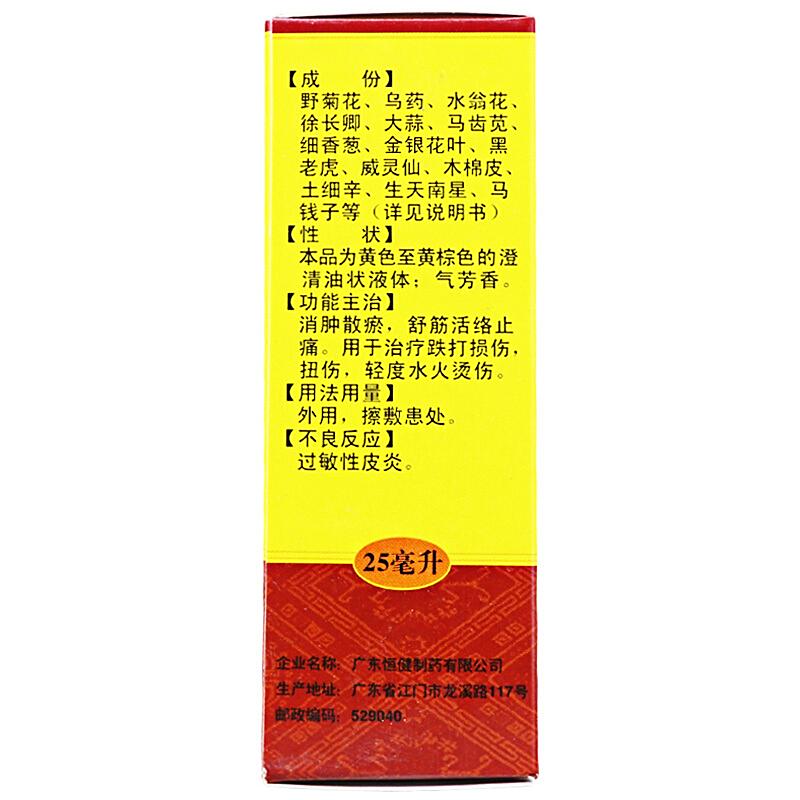 【成　份】
野菊花、乌药、水翁花、
徐长卿、大蒜、马齿苋、
细香葱、金银花叶、黑
老虎、威灵仙、木棉皮、
土细辛、生天南星、马
钱子等（详见说明书）
【性　状】
本品为黄色至黄棕色的澄
清油状液体；气芳香。
【功能主治】
消肿散瘀，舒筋活络止
痛。用于治疗跌打损伤，
扭伤，轻度水火烫伤。
【用法用量】
外用，擦敷患处。
【不良反应】
过敏性皮炎。
25毫升
企业名称：广东恒健制药有限公司
生产地址：广东省江门市龙溪路117号
邮政编码：529040